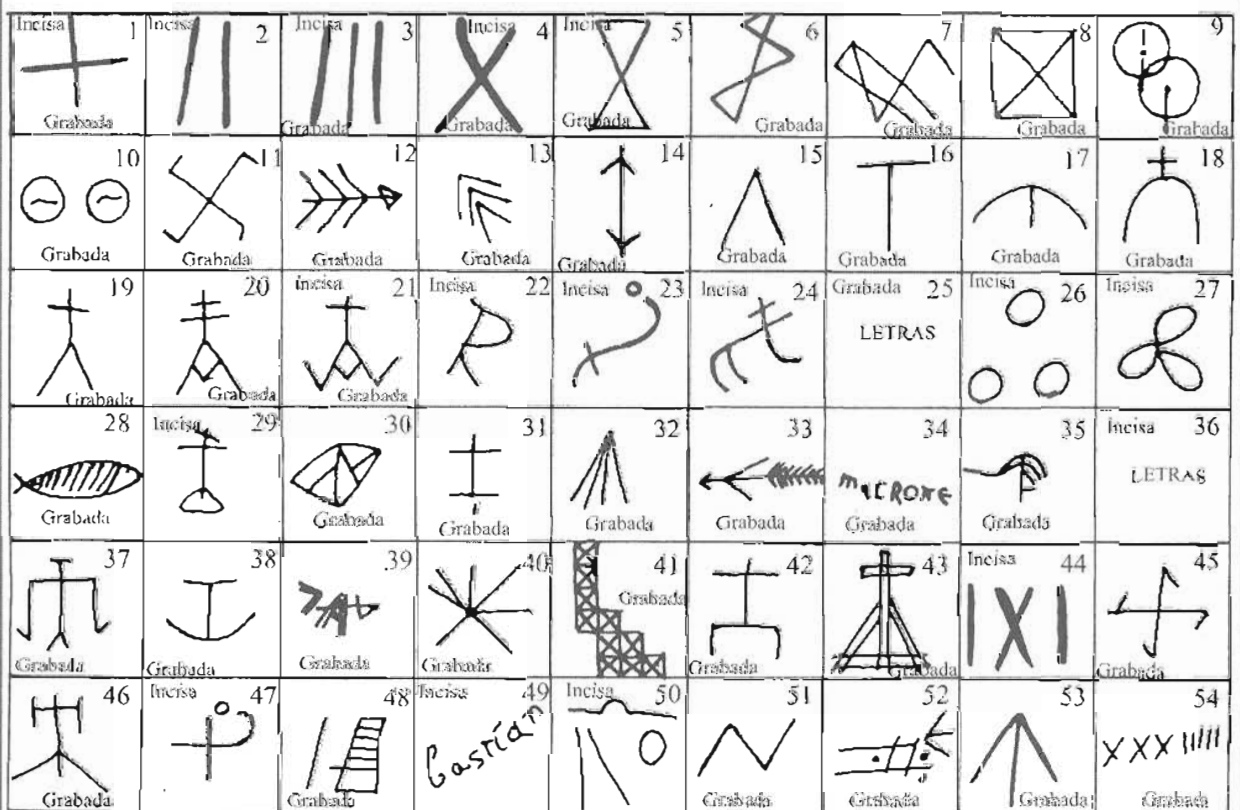 Incisa 1 Incisa 2 Incisa 3 Incisa 4 Incisa 5 6 7 8 9
Grabada Grabada Grabada Grabada Grabada Grabada Grabada Grabada
10 11 12 13 14 15 16 17 18
Grabada Grabada Grabada Grabada Grabada Grabada Grabada Grabada Grabada
19 20 Incisa 21 Incisa 22 Incisa 23 Incisa 24 Grabada 25 Incisa 26 Incisa 27
LETRAS
Grabada Grabada Grabada
28 Incisa 29 30 31 32 33 34 35 Incisa 36
LETRAS
Grabada Grabada Grabada Grabada Grabada Grabada Grabada
37 38 39 40 41 42 43 Incisa 44 45
Grabada
Grabada Grabada Grabada Grabada Grabada Grabada Grabada
46 Incisa 47 48 Incisa 49 Incisa 50 51 52 53 54
Grabada Grabada Grabada Grabada Grabada Grabada